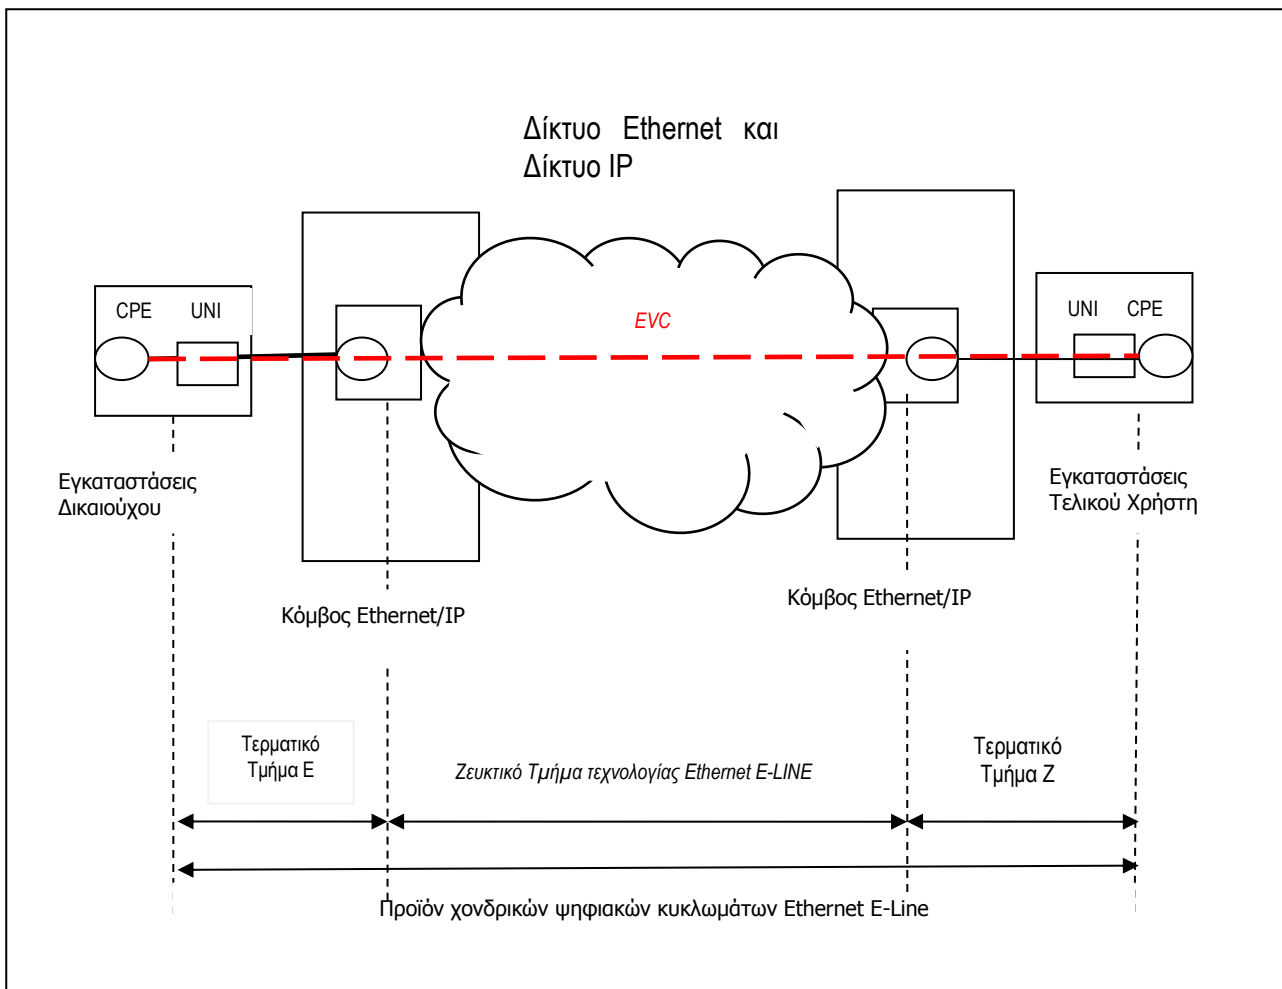 Δίκτυο Ethernet και
Δίκτυο IP
EVC
CPE UNI
UNI CPE
Εγκαταστάσεις
Δικαιούχου
Εγκαταστάσεις
Τελικού Χρήστη
Κόμβος Ethernet/IP
Κόμβος Ethernet/IP
Τερματικό
Τμήμα Ε
Ζευκτικό Τμήμα τεχνολογίας Ethernet E-LINE
Τερματικό
Τμήμα Ζ
Προϊόν χονδρικών ψηφιακών κυκλωμάτων Ethernet E-Line